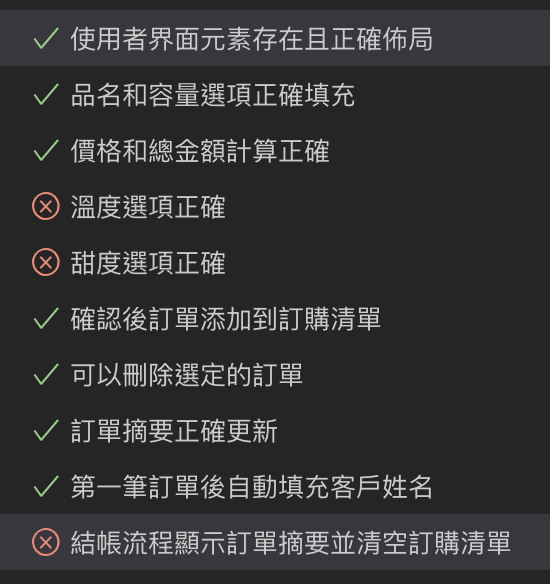 使用者界面元素存在且正確佈局
品名和容量選項正確填充
價格和總金額計算正確
溫度選項正確
甜度選項正確
確認後訂單添加到訂購清單
可以刪除選定的訂單
訂單摘要正確更新
第一筆訂單後自動填充客戶姓名
結帳流程顯示訂單摘要並清空訂購清單